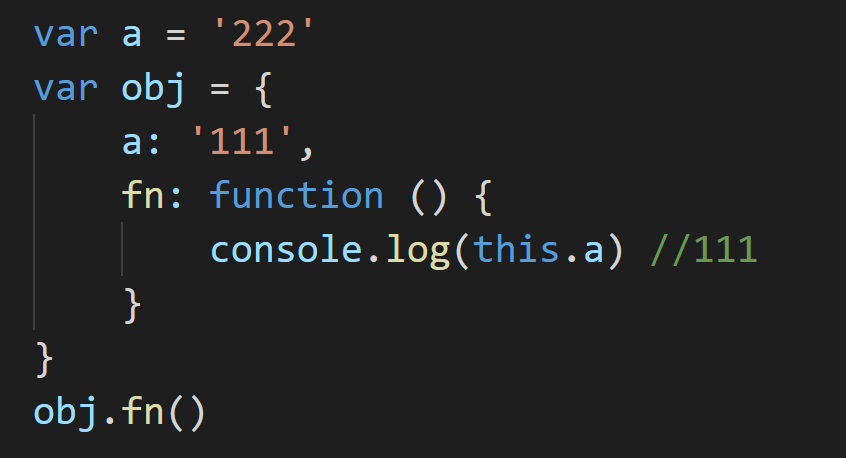 var a = '222'
var obj = {
    a: '111',
    fn: function () {
        console.log(this.a) //111
    }
}
obj.fn()